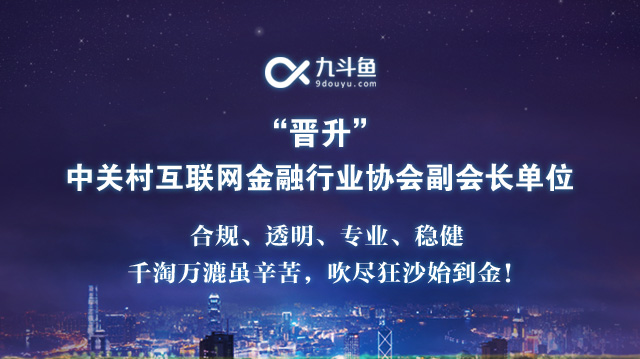 九斗鱼
9douyu.com
“晋升”
中关村互联网金融行业协会副会长单位
合规、透明、专业、稳健
千淘万漉虽辛苦，吹尽狂沙始到金！